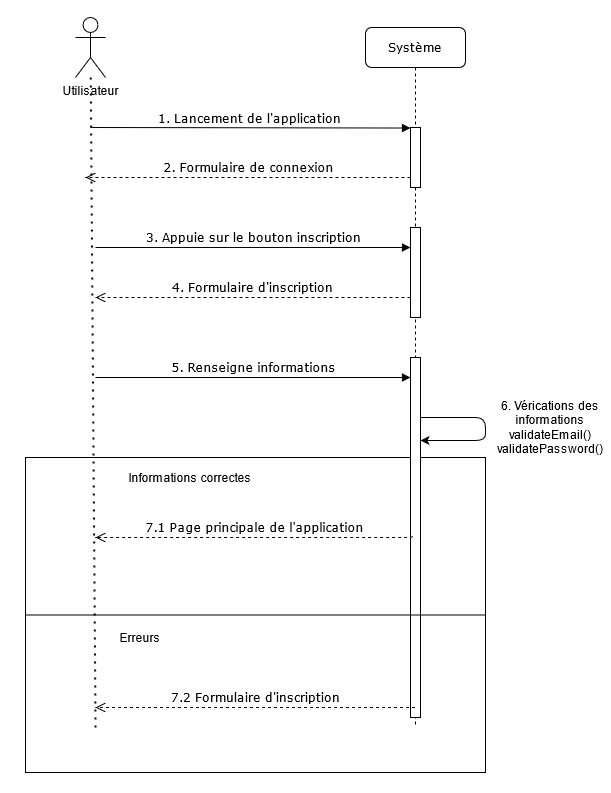 Système
Utilisateur
1. Lancement de l'application
2. Formulaire de connexion
3. Appuie sur le bouton inscription
4. Formulaire d'inscription
5. Renseigne informations
6. Vérications des
informations
validateEmail()
validatePassword()
Informations correctes
7.1 Page principale de l'application
Erreurs
7.2 Formulaire d'inscription